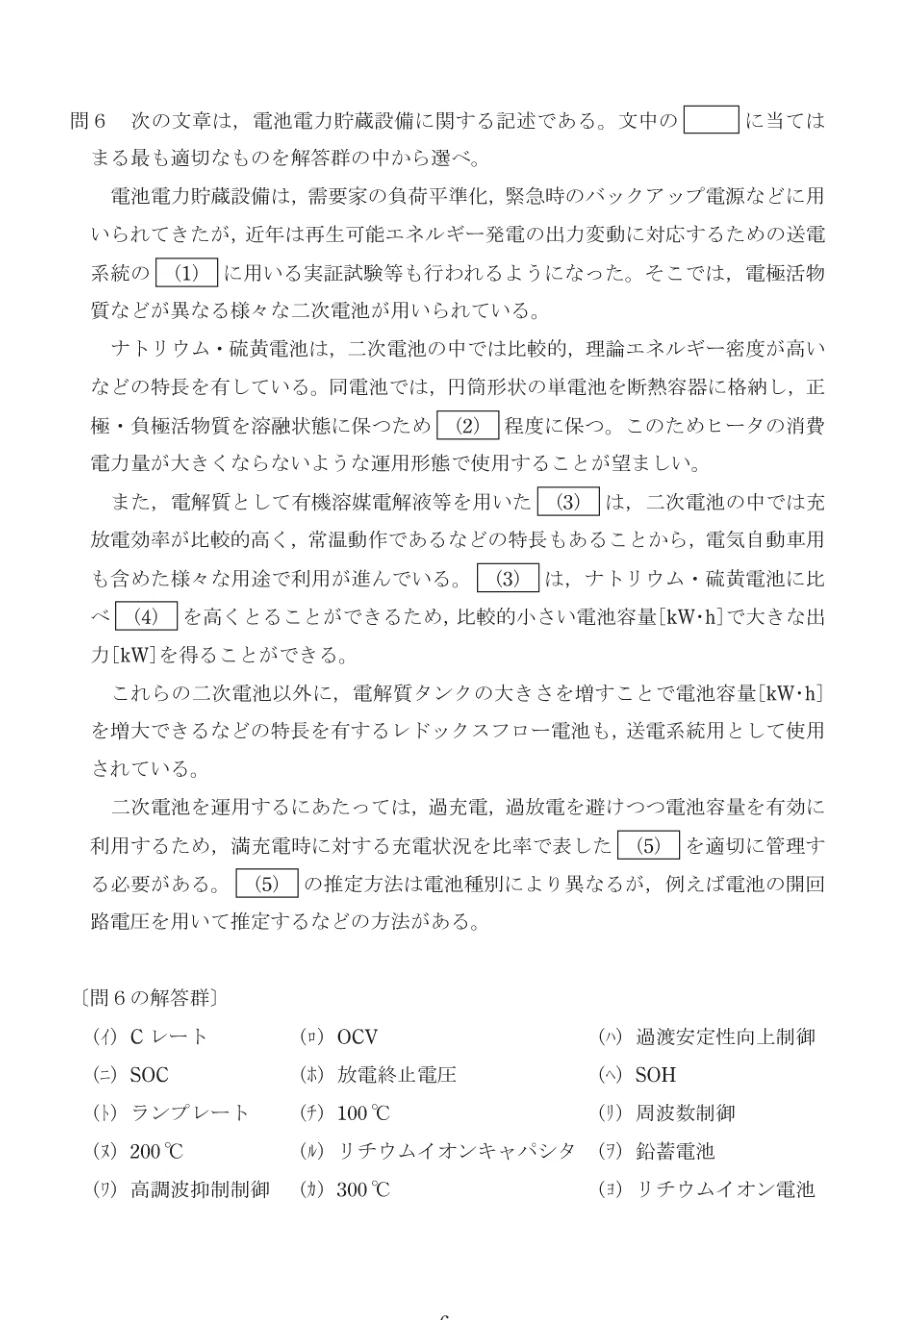 問6 次の文章は，電池電力貯蔵設備に関する記述である。文中の　　　に当ては
まる最も適切なものを解答群の中から選べ。
電池電力貯蔵設備は，需要家の負荷平準化，緊急時のバックアップ電源などに用
いられてきたが，近年は再生可能エネルギー発電の出力変動に対応するための送電
系統の (1) に用いる実証試験等も行われるようになった。そこでは，電極活物
質などが異なる様々な二次電池が用いられている。
ナトリウム・硫黄電池は，二次電池の中では比較的，理論エネルギー密度が高い
などの特長を有している。同電池では，円筒形状の単電池を断熱容器に格納し，正
極・負極活物質を溶融状態に保つため (2) 程度に保つ。このためヒータの消費
電力量が大きくならないような運用形態で使用することが望ましい。
また，電解質として有機溶媒電解液等を用いた (3) は，二次電池の中では充
放電効率が比較的高く，常温動作であるなどの特長もあることから，電気自動車用
も含めた様々な用途で利用が進んでいる。 (3) は，ナトリウム・硫黄電池に比
べ (4) を高くとることができるため，比較的小さい電池容量[kW･h]で大きな出
力[kW]を得ることができる。
これらの二次電池以外に，電解質タンクの大きさを増すことで電池容量[kW･h]
を増大できるなどの特長を有するレドックスフロー電池も，送電系統用として使用
されている。
二次電池を運用するにあたっては，過充電，過放電を避けつつ電池容量を有効に
利用するため，満充電時に対する充電状況を比率で表した (5) を適切に管理す
る必要がある。 (5) の推定方法は電池種別により異なるが，例えば電池の開回
路電圧を用いて推定するなどの方法がある。
〔問6の解答群〕
(ｲ) C レート (ﾛ) OCV (ﾊ) 過渡安定性向上制御
(ﾆ) SOC (ﾎ) 放電終止電圧 (ﾍ) SOH
(ﾄ) ランプレート (ﾁ) 100 ℃ (ﾘ) 周波数制御
(ﾇ) 200 ℃ (ﾙ) リチウムイオンキャパシタ (ｦ) 鉛蓄電池
(ﾜ) 高調波抑制制御 (ｶ) 300 ℃ (ﾖ) リチウムイオン電池